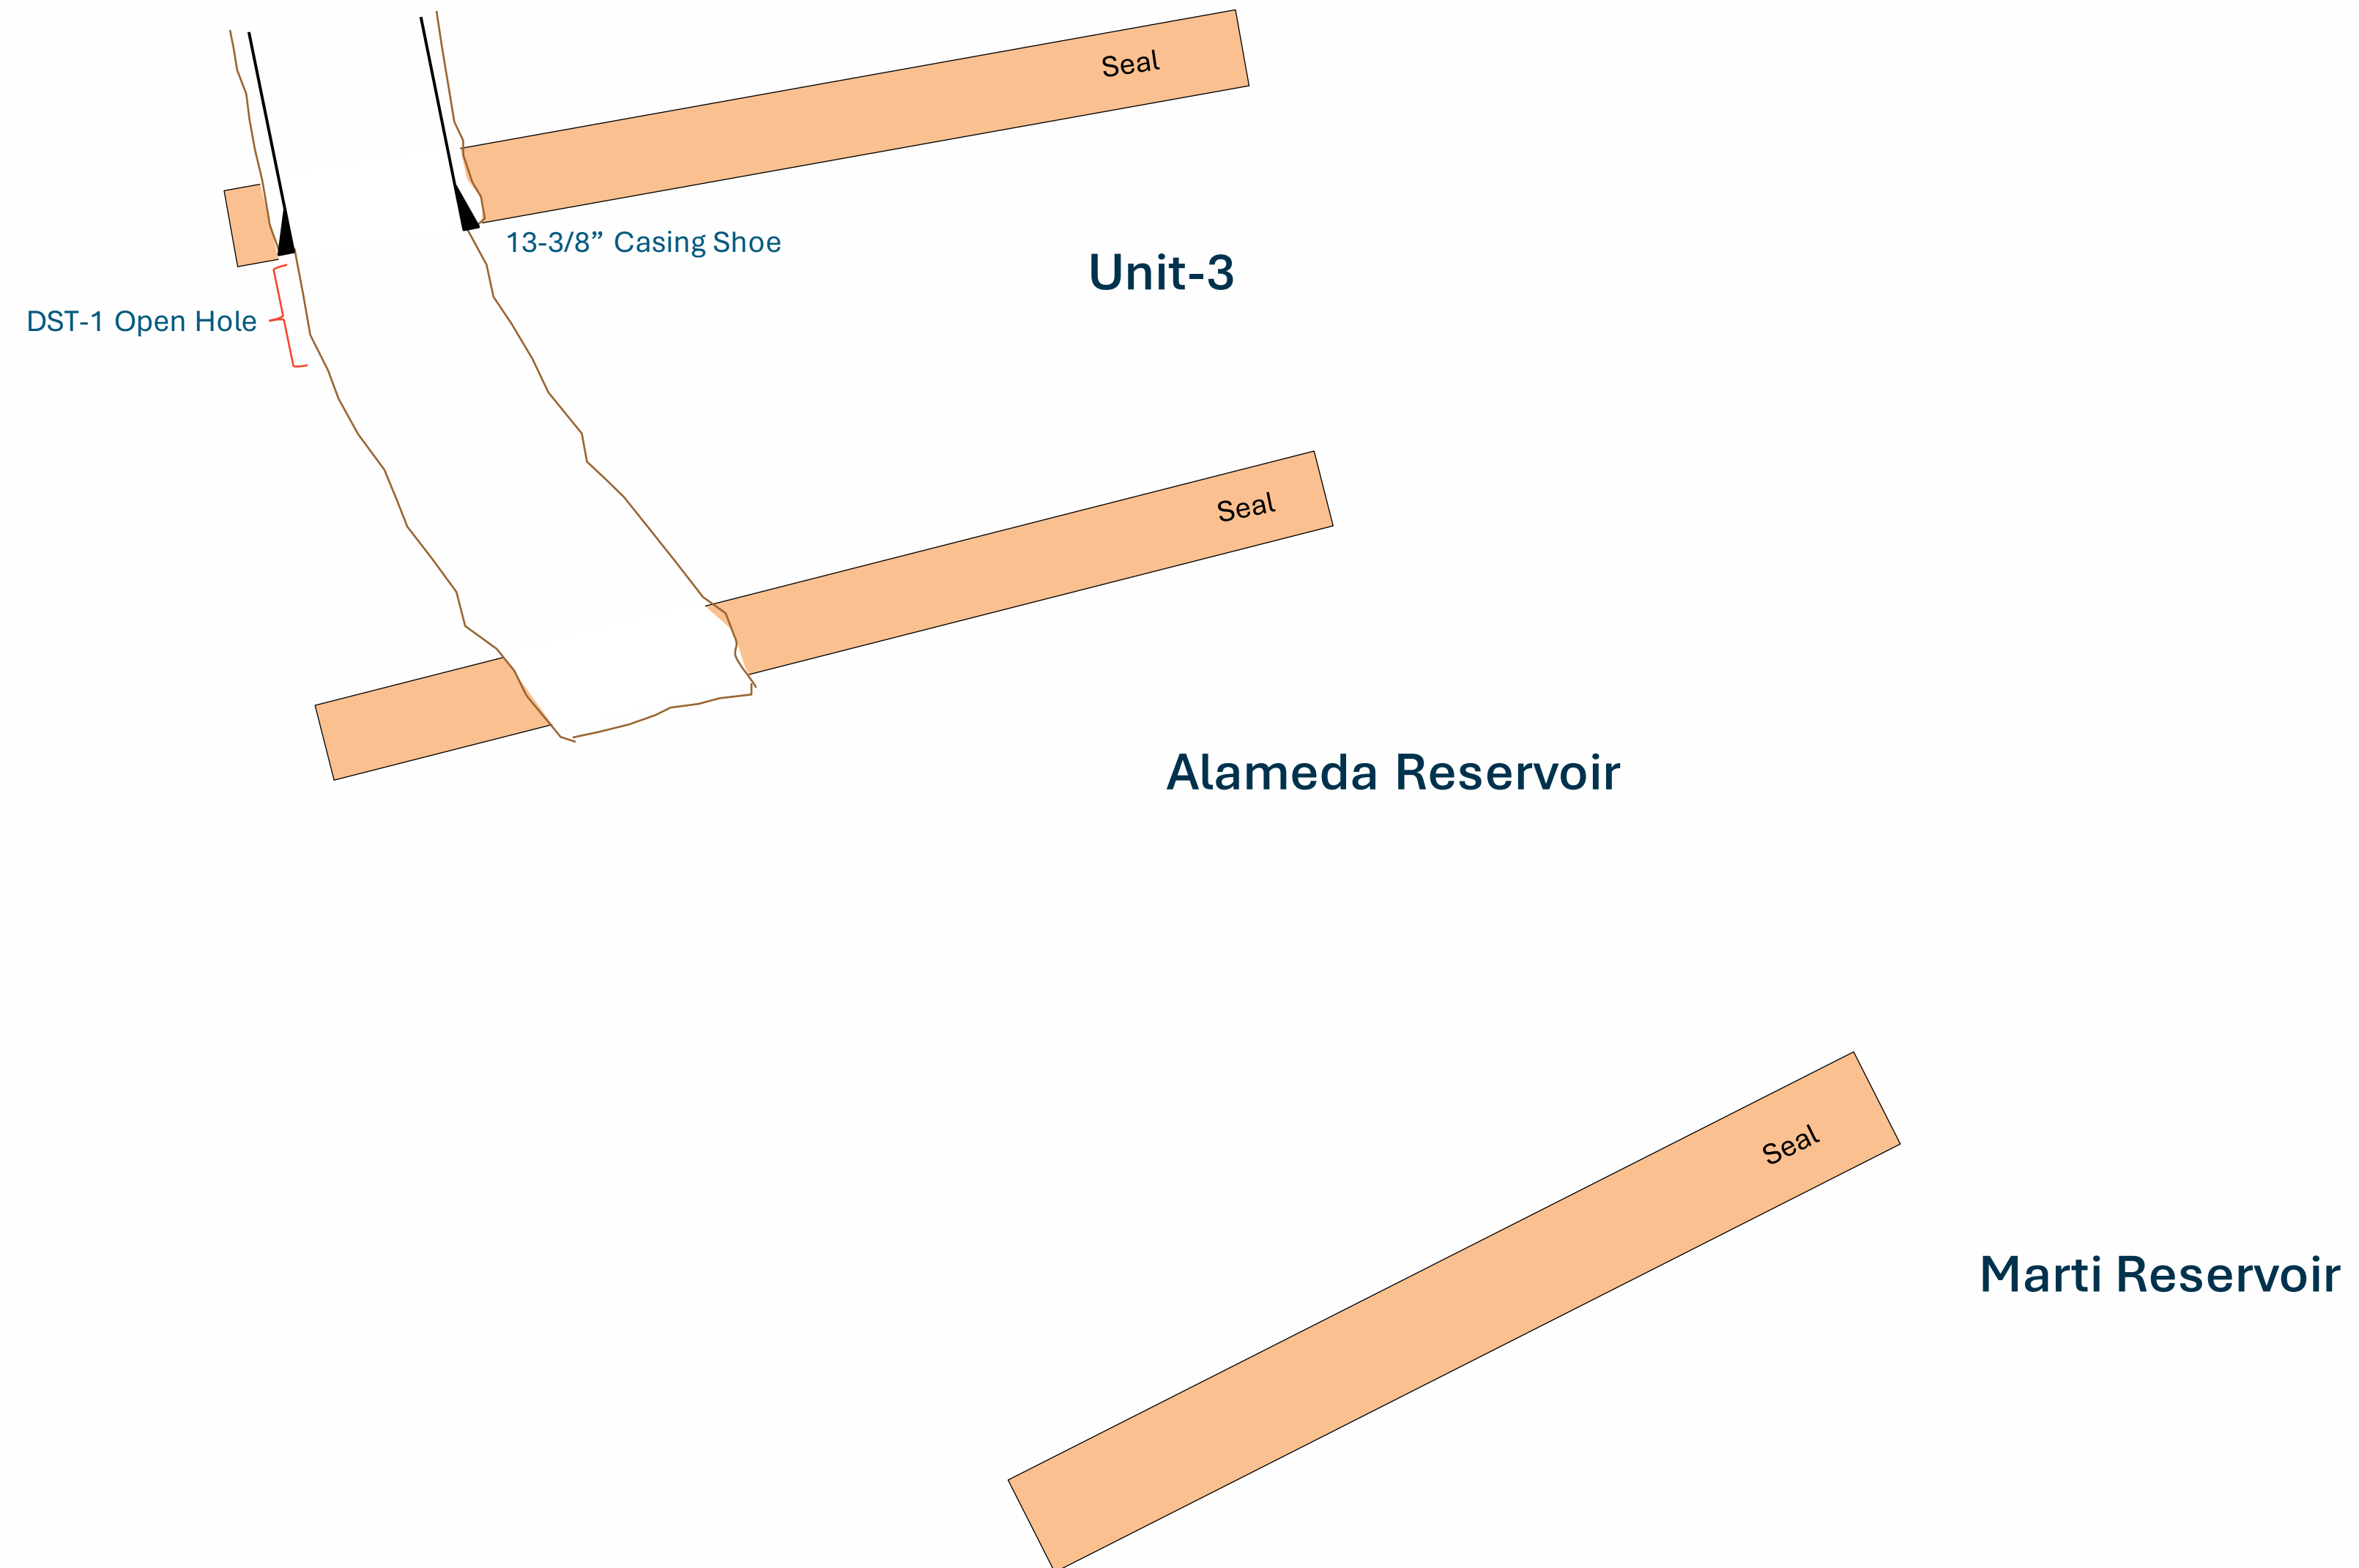 Seal
13-3/8” Casing Shoe
Unit-3
DST-1 Open Hole
Seal
Alameda Reservoir
Seal
Marti Reservoir